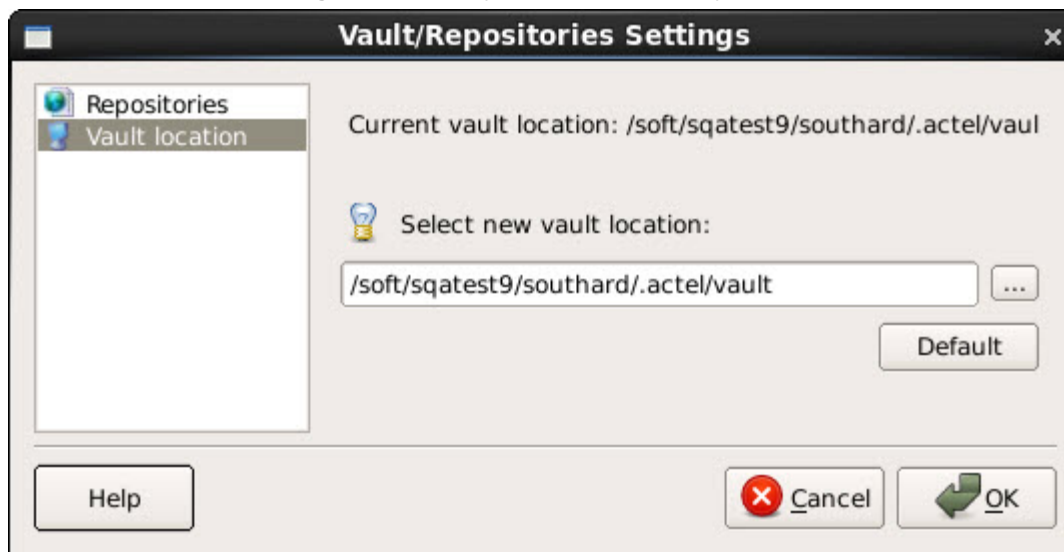 Vault/Repositories Settings
Repositories
Vault location
Current vault location: /soft/sqatest9/southard/.actel/vaul
Select new vault location:
/soft/sqatest9/southard/.actel/vault
...
Default
Help
Cancel
OK